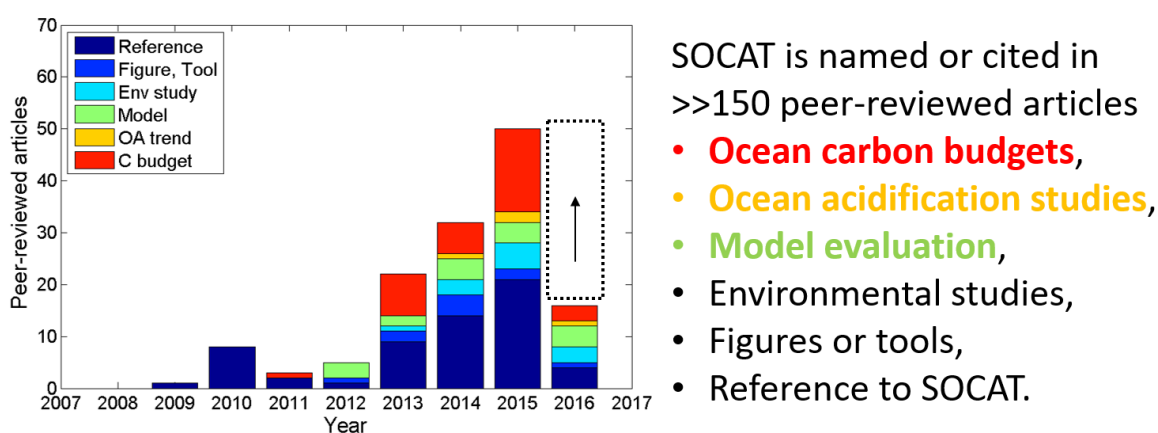 70
60
50
40
30
20
10
0
Peer-reviewed articles
Reference
Figure, Tool
Env study
Model
OA trend
C budget
2007 2008 2009 2010 2011 2012 2013 2014 2015 2016 2017
Year
SOCAT is named or cited in
>>150 peer-reviewed articles
• Ocean carbon budgets,
• Ocean acidification studies,
• Model evaluation,
• Environmental studies,
• Figures or tools,
• Reference to SOCAT.